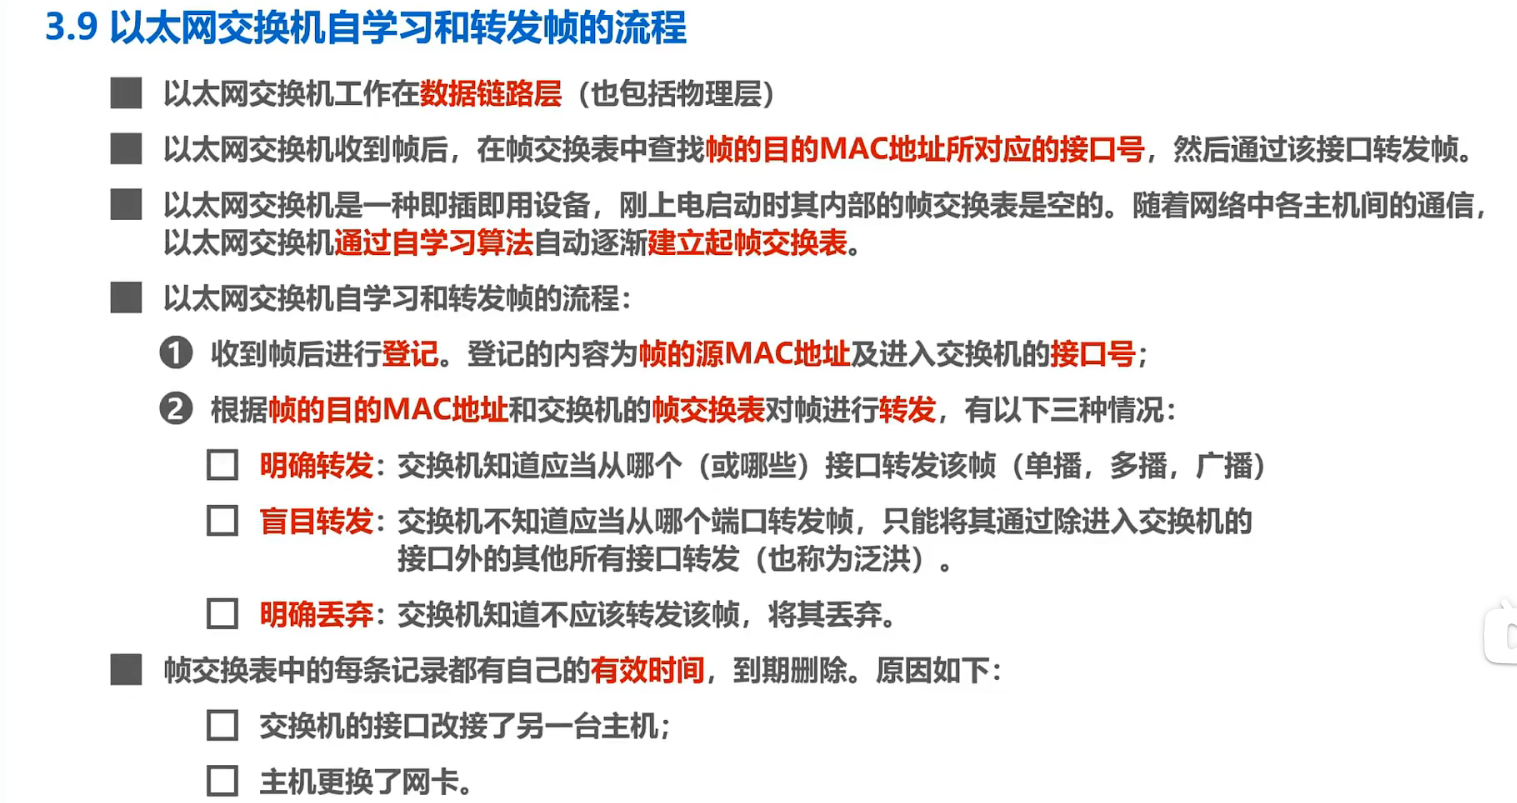 3.9 以太网交换机自学习和转发帧的流程
以太网交换机工作在数据链路层（也包括物理层）
以太网交换机收到帧后，在帧交换表中查找帧的目的MAC地址所对应的接口号，然后通过该接口转发帧。
以太网交换机是一种即插即用设备，刚上电启动时其内部的帧交换表是空的。随着网络中各主机间的通信，
以太网交换机通过自学习算法自动逐渐建立起帧交换表。
以太网交换机自学习和转发帧的流程：
❶ 收到帧后进行登记。登记的内容为帧的源MAC地址及进入交换机的接口号；
❷ 根据帧的目的MAC地址和交换机的帧交换表对帧进行转发，有以下三种情况：
明确转发：交换机知道应当从哪个（或哪些）接口转发该帧（单播，多播，广播）
盲目转发：交换机不知道应当从哪个端口转发帧，只能将其通过除进入交换机的
接口外的其他所有接口转发（也称为泛洪）。
明确丢弃：交换机知道不应该转发该帧，将其丢弃。
帧交换表中的每条记录都有自己的有效时间，到期删除。原因如下：
交换机的接口改接了另一台主机；
主机更换了网卡。